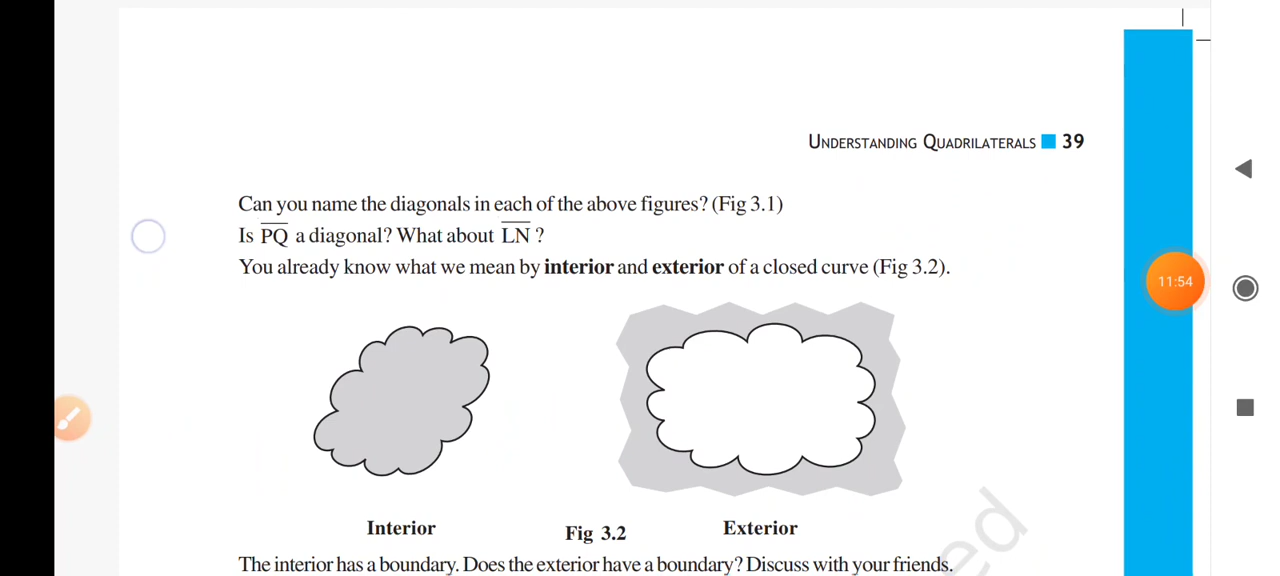 UNDERSTANDING QUADRILATERALS 39
Can you name the diagonals in each of the above figures? (Fig 3.1)
Is PQ a diagonal? What about LN ?
You already know what we mean by interior and exterior of a closed curve (Fig 3.2).
11:54
Interior
Fig 3.2
Exterior
The interior has a boundary. Does the exterior have a boundary? Discuss with your friends.
ed